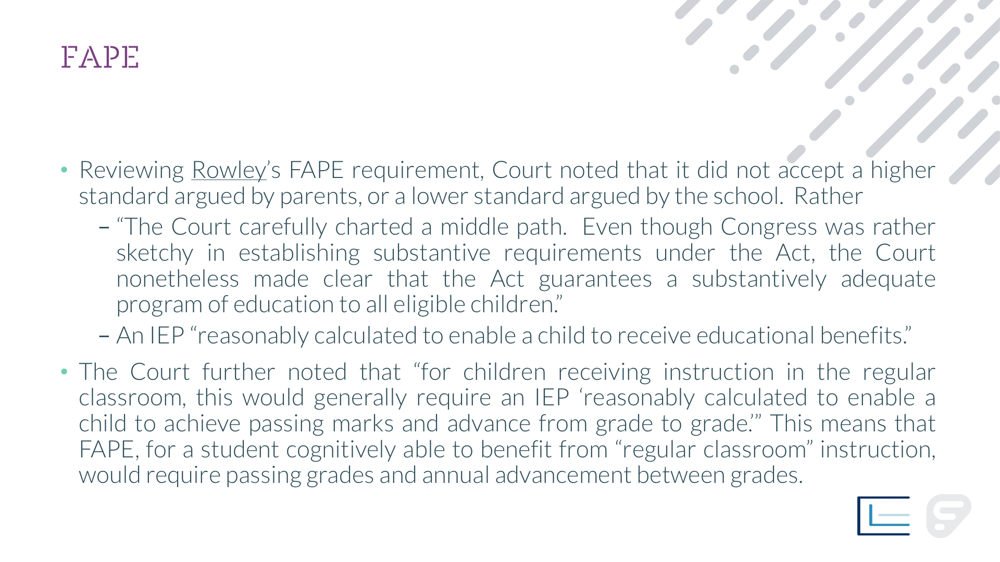 FAPE
• Reviewing Rowley’s FAPE requirement, Court noted that it did not accept a higher
standard argued by parents, or a lower standard argued by the school.  Rather
– “The Court carefully charted a middle path.  Even though Congress was rather
sketchy in establishing substantive requirements under the Act, the Court
nonetheless made clear that the Act guarantees a substantively adequate
program of education to all eligible children.”
– An IEP “reasonably calculated to enable a child to receive educational benefits.”
• The Court further noted that “for children receiving instruction in the regular
classroom, this would generally require an IEP ‘reasonably calculated to enable a
child to achieve passing marks and advance from grade to grade.’” This means that
FAPE, for a student cognitively able to benefit from “regular classroom” instruction,
would require passing grades and annual advancement between grades.